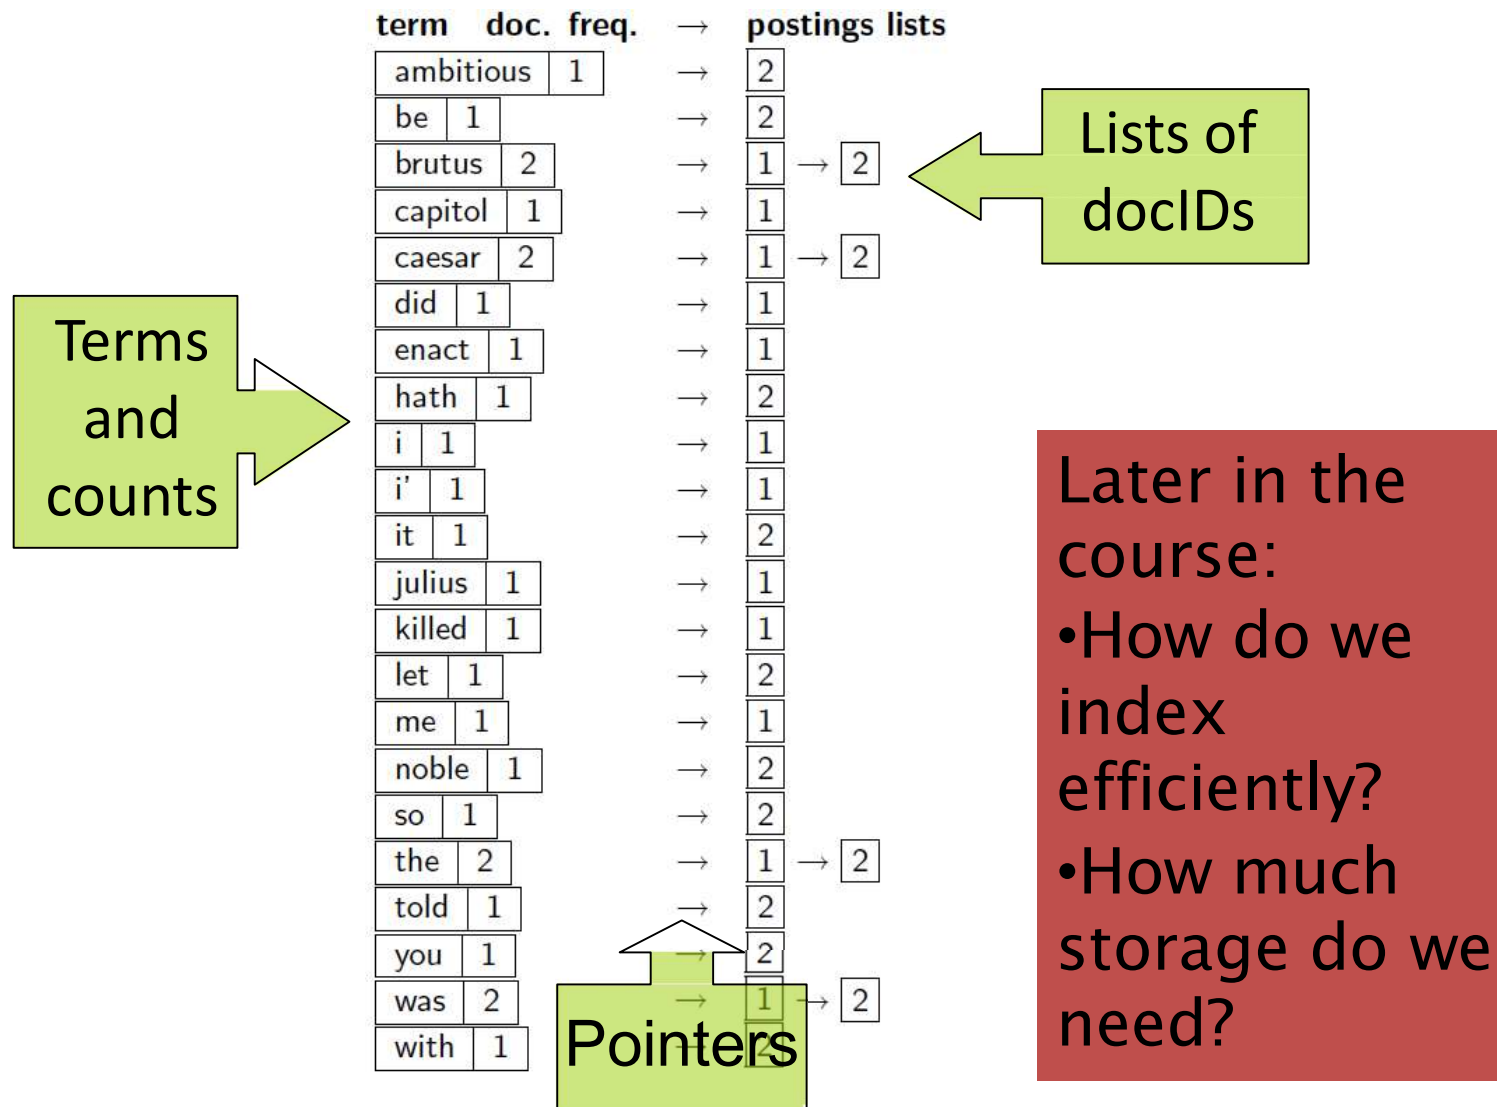 term doc. freq. → postings lists
ambitious 1 → 2
be 1 → 2
brutus 2 → 1 → 2
capitol 1 → 1
caesar 2 → 1 → 2
did 1 → 1
enact 1 → 1
hath 1 → 2
i 1 → 1
i' 1 → 1
it 1 → 2
julius 1 → 1
killed 1 → 1
let 1 → 2
me 1 → 1
noble 1 → 2
so 1 → 2
the 2 → 1 → 2
told 1 → 2
you 1 → 2
was 2 → 1 → 2
with 1 → 2
Terms
and
counts
Lists of
docIDs
Pointers
Later in the
course:
•How do we
index
efficiently?
•How much
storage do we
need?